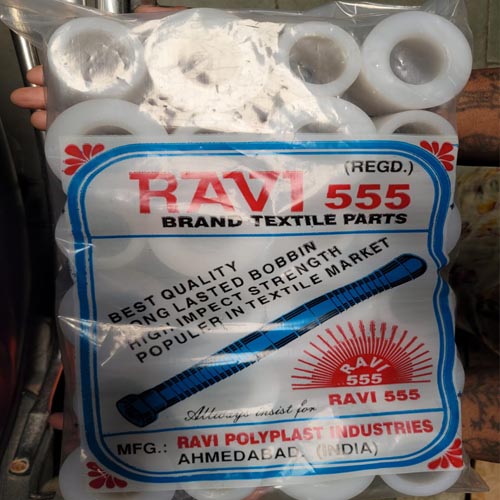 (REGD.)
RAVI 555
BRAND TEXTILE PARTS
BEST QUALITY
LONG LASTED BOBBIN
HIGH IMPECT STRENGTH
POPULER IN TEXTILE MARKET
RAVI
555
RAVI 555
Allways insist for
MFG.: RAVI POLYPLAST INDUSTRIES
AHMEDABAD. (INDIA)